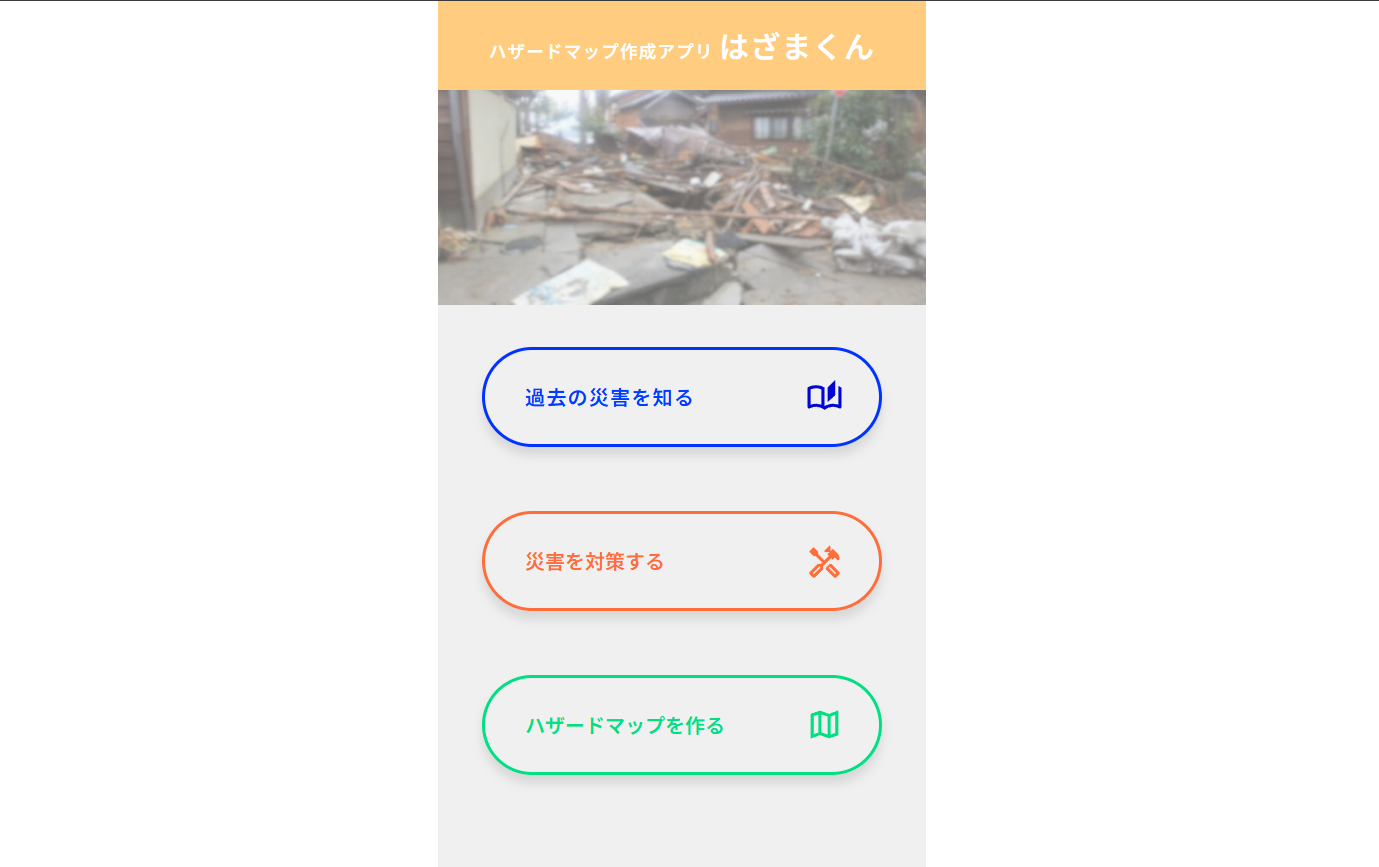 ハザードマップ作成アプリ はざまくん
過去の災害を知る
災害を対策する
ハザードマップを作る